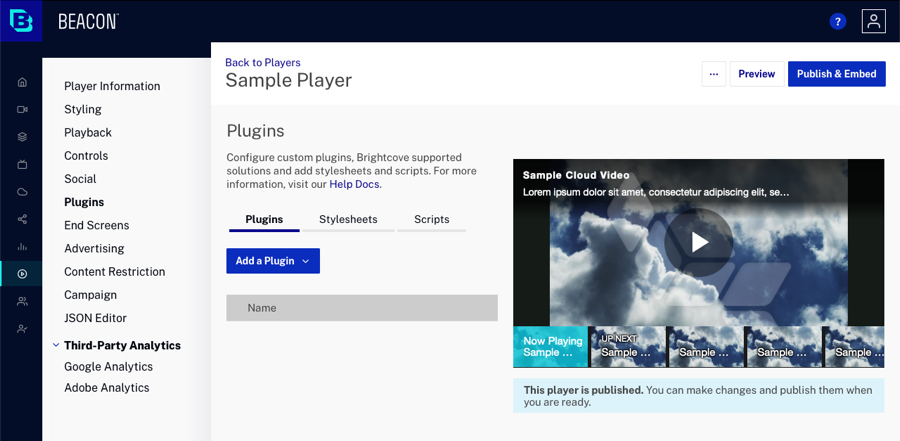 BEACON™
?
Back to Players
Sample Player
...
Preview
Publish & Embed
Player Information
Styling
Playback
Controls
Social
Plugins
End Screens
Advertising
Content Restriction
Campaign
JSON Editor
Third-Party Analytics
Google Analytics
Adobe Analytics
Plugins
Configure custom plugins, Brightcove supported
solutions and add stylesheets and scripts. For more
information, visit our Help Docs.
Plugins Stylesheets Scripts
Add a Plugin
Name
Sample Cloud Video
Lorem ipsum dolor sit amet, consectetur adipiscing elit, se...
Now Playing
Sample ...
UP NEXT
Sample ...
Sample ...
Sample ...
Sample ...
This player is published. You can make changes and publish them when
you are ready.